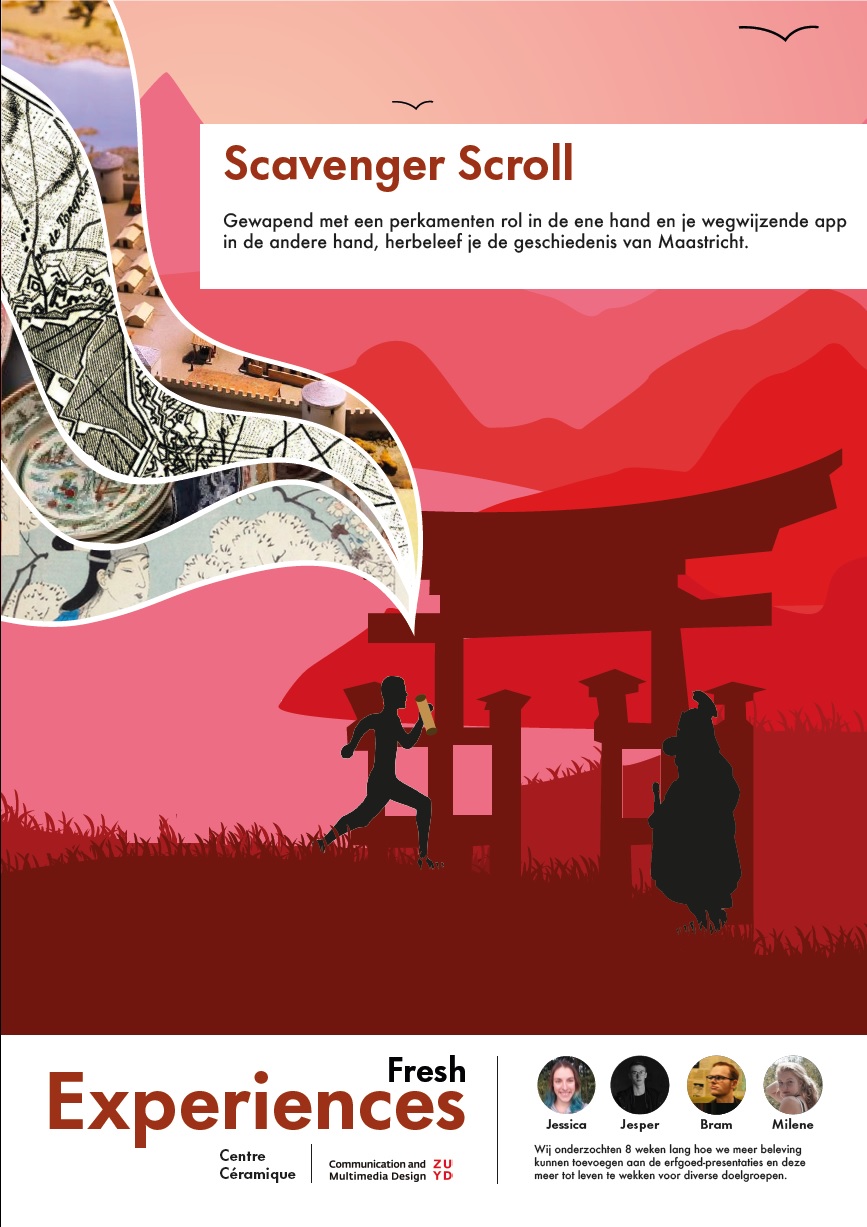 Scavenger Scroll
Gewapend met een perkamenten rol in de ene hand en je wegwijzende app
in de andere hand, herbeleef je de geschiedenis van Maastricht.
Fresh
Experiences
Centre
Céramique
Communication and
Multimedia Design
ZU
YD
Jessica
Jesper
Bram
Milene
Wij onderzochten 8 weken lang hoe we meer beleving
kunnen toevoegen aan de erfgoed-presentaties en deze
meer tot leven te wekken voor diverse doelgroepen.